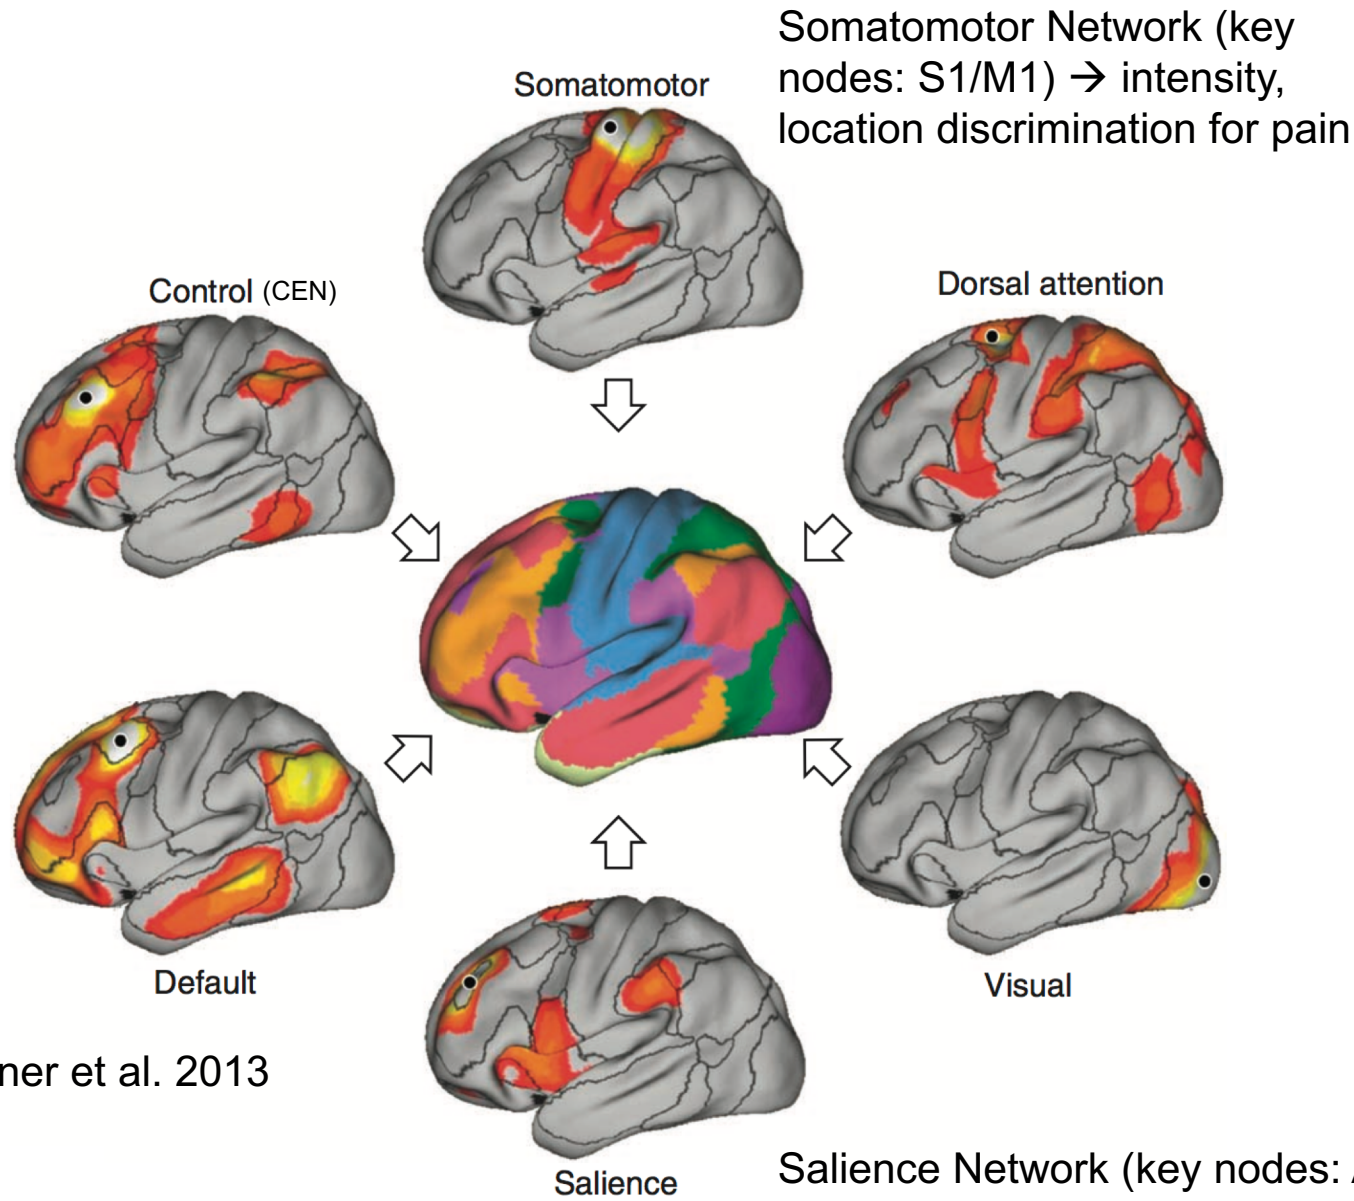 Somatomotor Network (key
nodes: S1/M1) → intensity,
location discrimination for pain
Somatomotor
Control (CEN)
Dorsal attention
Default
Visual
et al. 2013
Salience
Salience Network (key nodes: